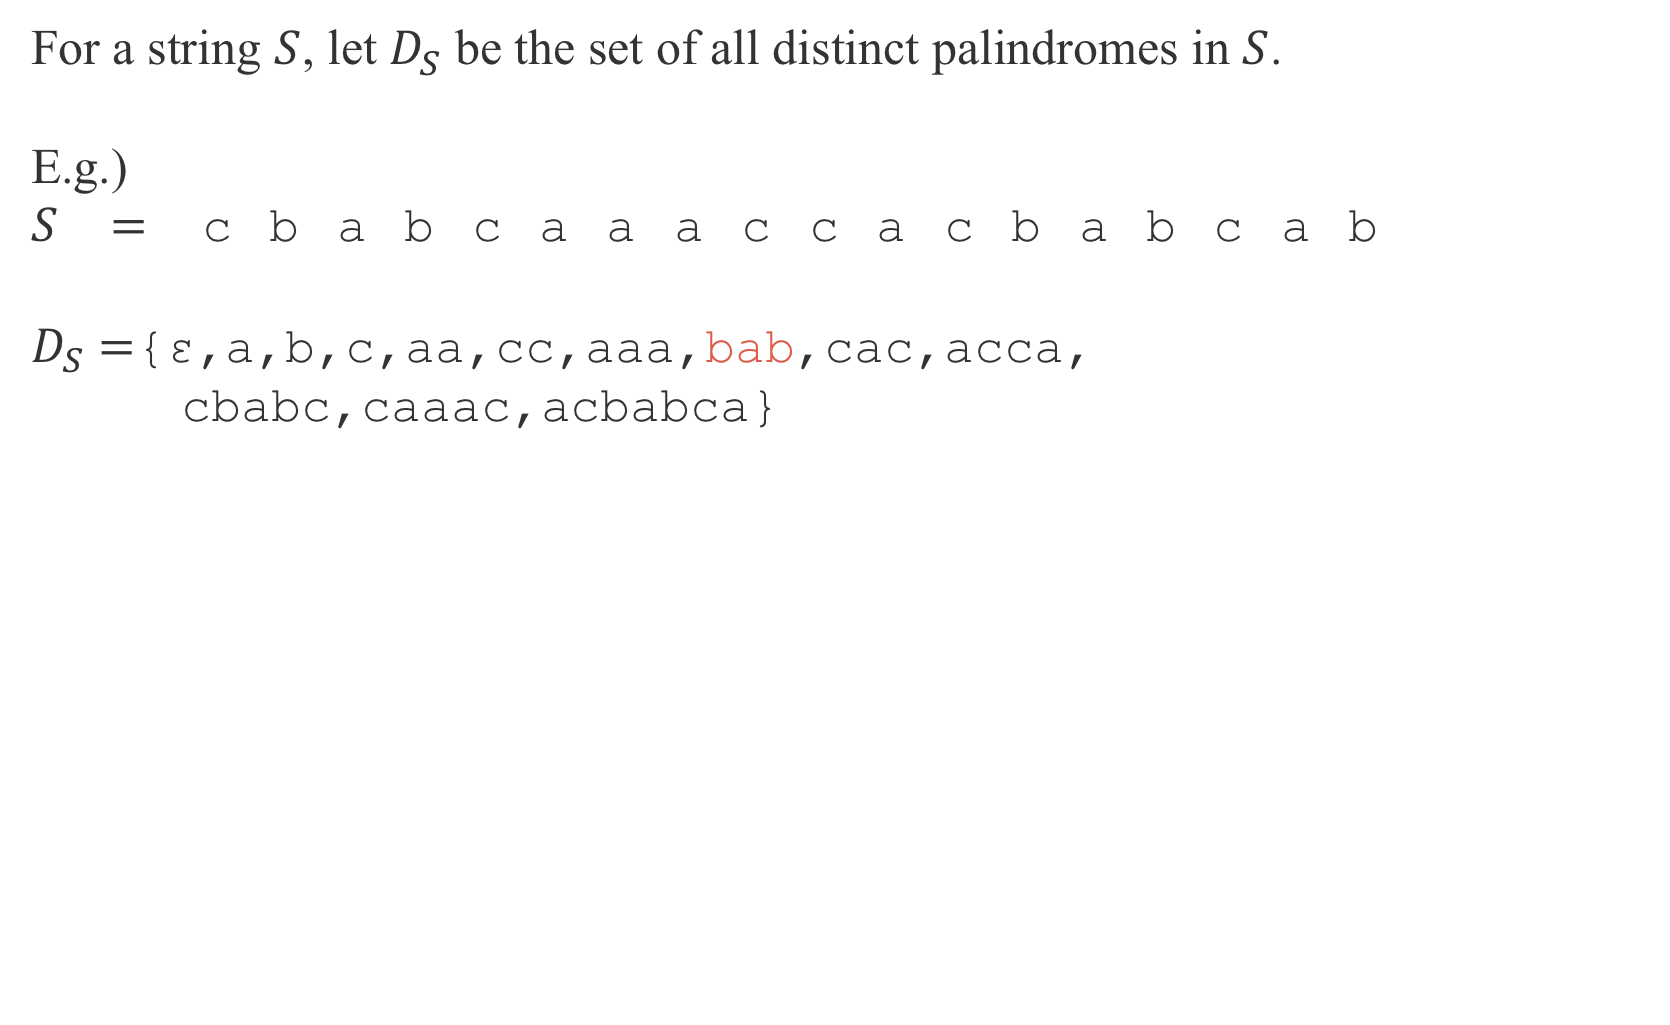 For a string S, let D_S be the set of all distinct palindromes in S.
E.g.)
S = c b a b c a a a c c a c b a b c a b
D_S = {ε,a,b,c,aa,cc,aaa,bab,cac,acca,
cbabc,caaac,acbabca}